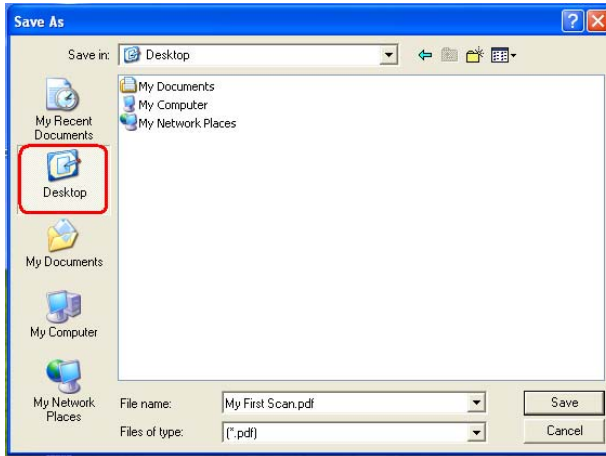 Save As
Save in:
Desktop
My Recent
Documents
Desktop
My Documents
My Computer
My Network
Places
My Documents
My Computer
My Network Places
File name:
My First Scan.pdf
Save
Files of type:
(*.pdf)
Cancel